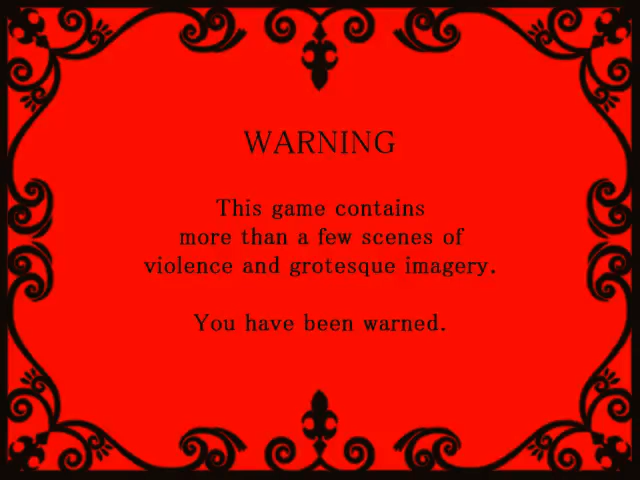 WARNING
This game contains
more than a few scenes of
violence and grotesque imagery.
You have been warned.